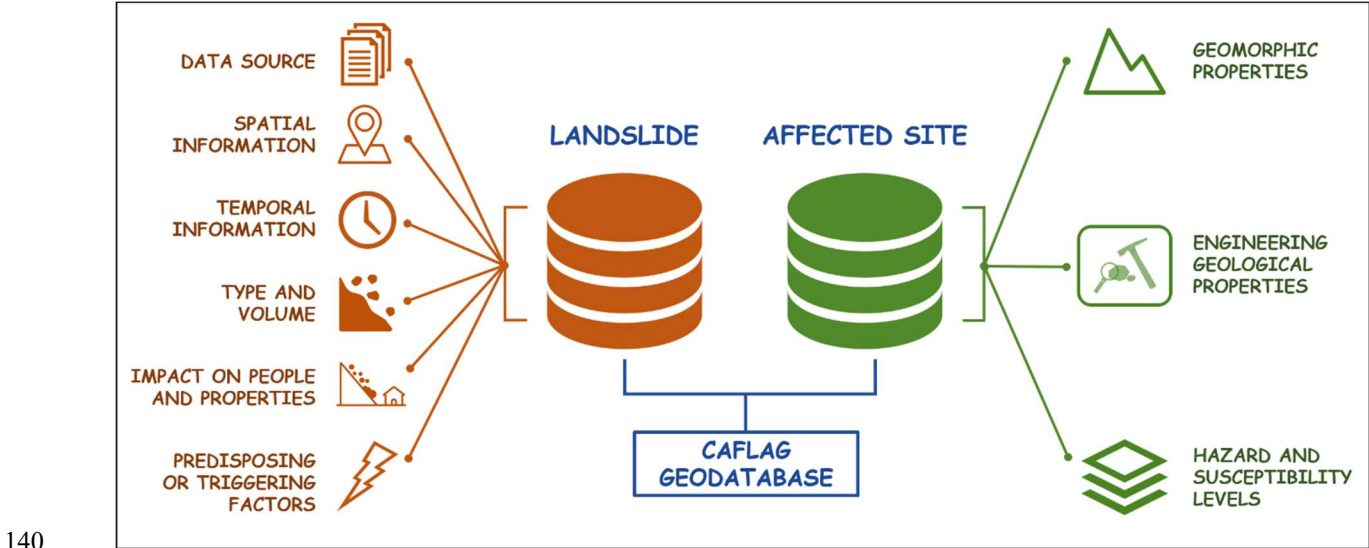 DATA SOURCE
SPATIAL
INFORMATION
TEMPORAL
INFORMATION
TYPE AND
VOLUME
IMPACT ON PEOPLE
AND PROPERTIES
PREDISPOSING
OR TRIGGERING
FACTORS
LANDSLIDE
AFFECTED SITE
CAFLAG
GEODATABASE
GEOMORPHIC
PROPERTIES
ENGINEERING
GEOLOGICAL
PROPERTIES
HAZARD AND
SUSCEPTIBILITY
LEVELS
140